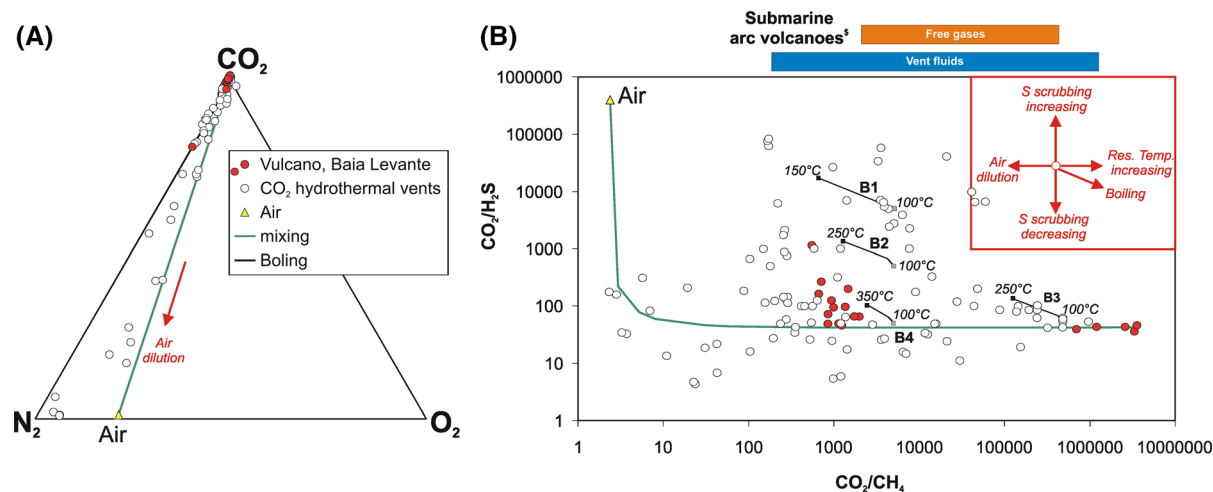 (A)
CO₂
Vulcano, Baia Levante
CO₂ hydrothermal vents
Air
mixing
Boling
Air
dilution
N₂
Air
O₂
(B)
Submarine
arc volcanoes$
Free gases
Vent fluids
CO₂/H₂S
1000000
100000
10000
1000
100
10
1
Air
150°C
B1
100°C
250°C
B2
100°C
350°C
100°C
B4
250°C
B3
100°C
S scrubbing
increasing
Air
dilution
Res. Temp.
increasing
Boiling
S scrubbing
decreasing
1
10
100
1000
10000
100000
1000000
10000000
CO₂/CH₄